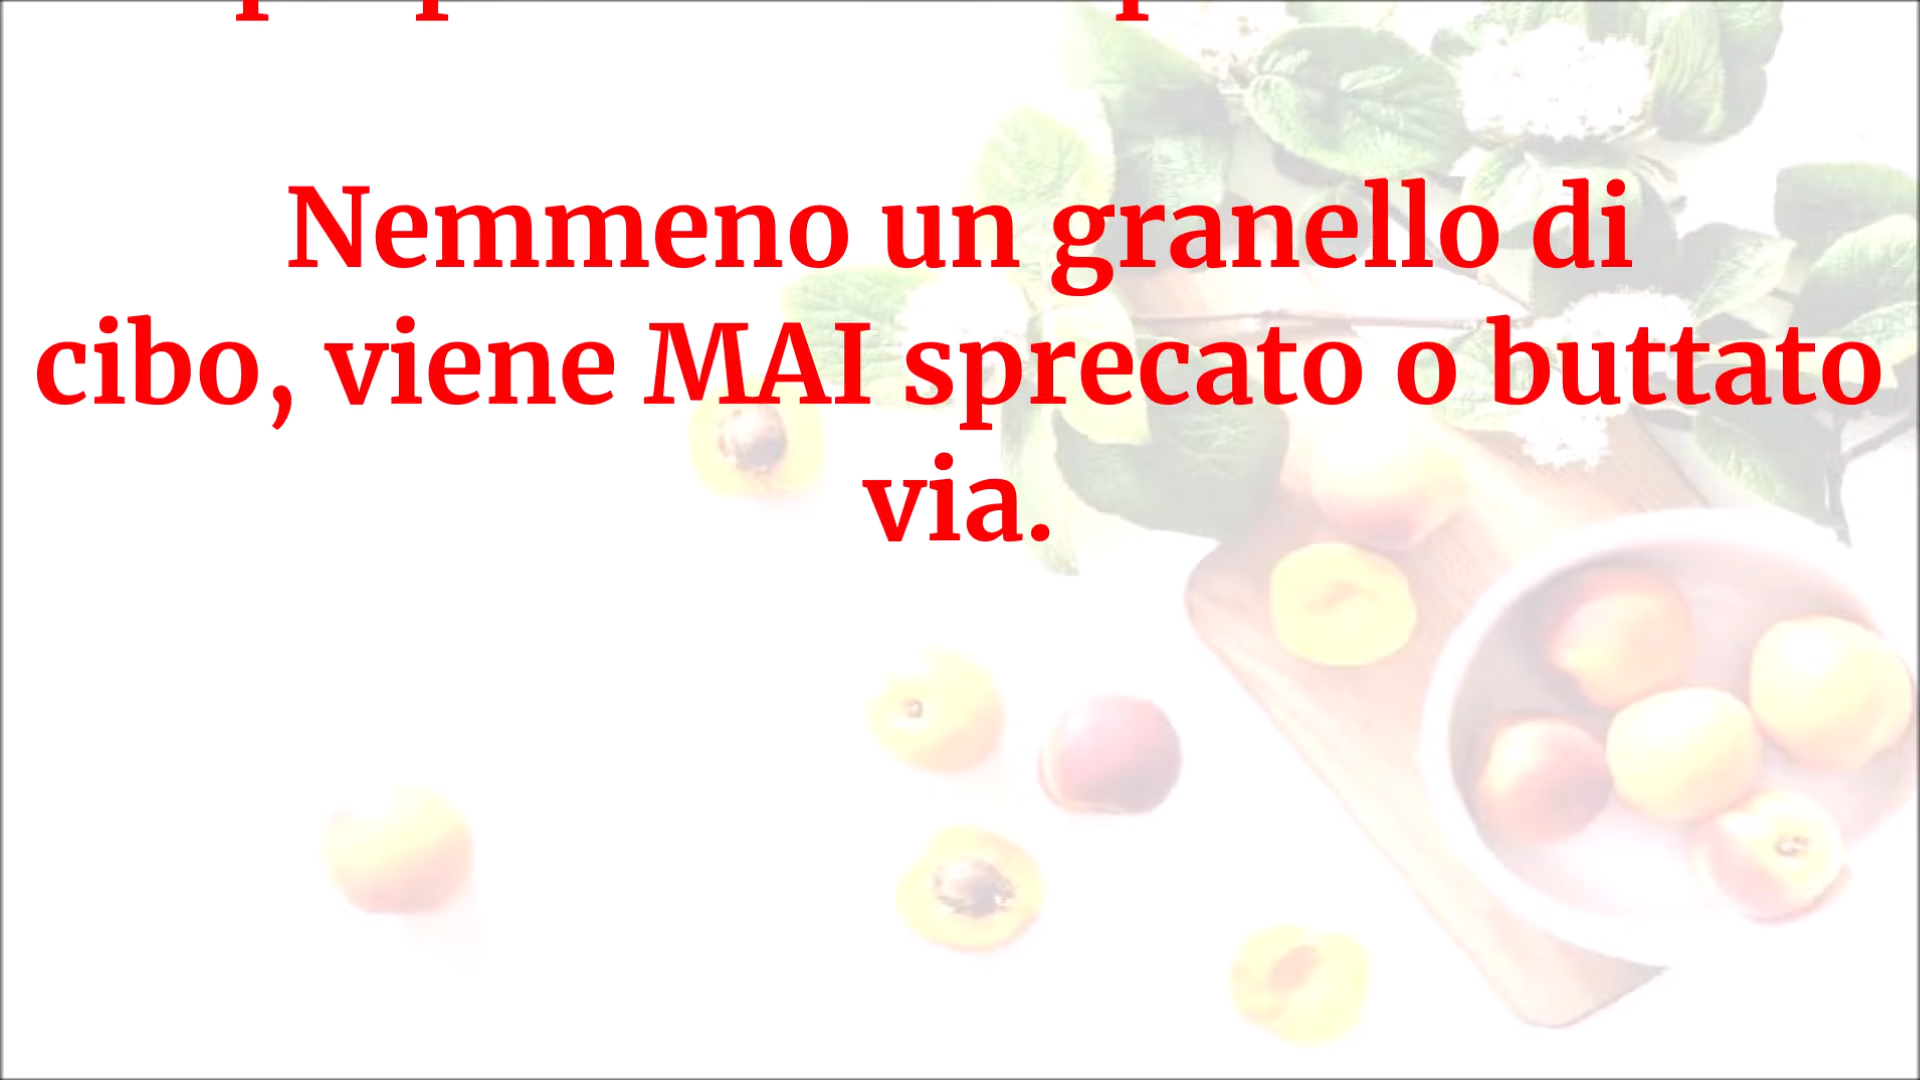 Nemmeno un granello di
cibo, viene MAI sprecato o buttato
via.